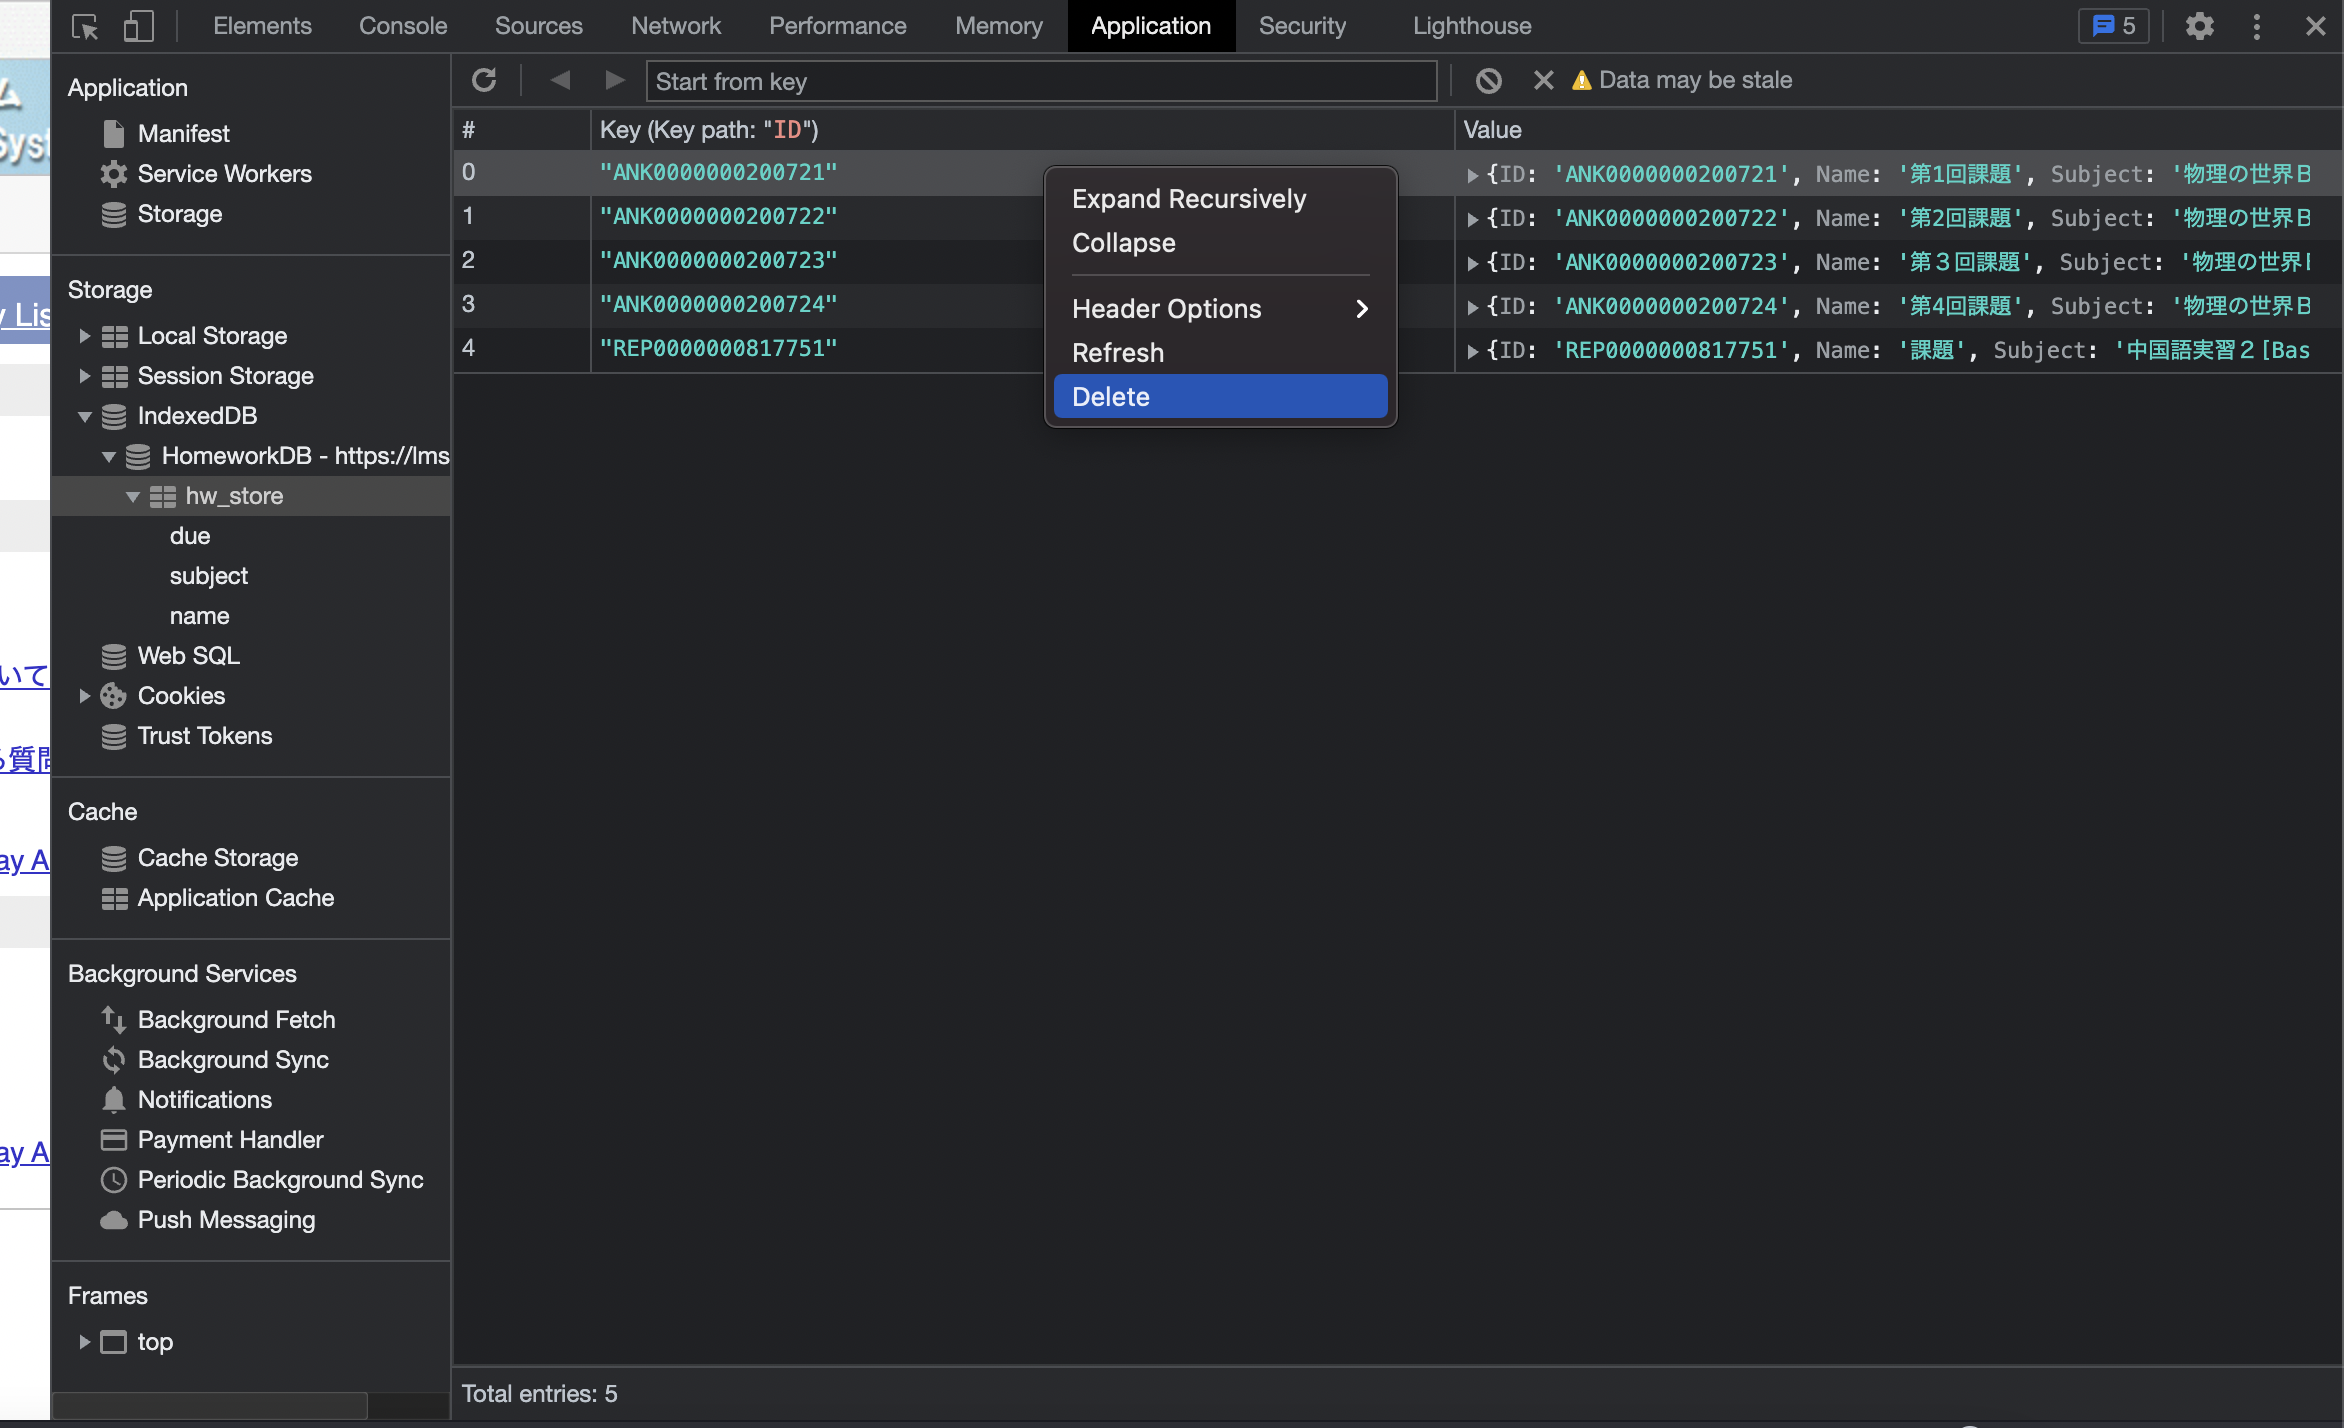 Elements Console Sources Network Performance Memory Application Security Lighthouse 5
Application
Manifest
Service Workers
Storage
Storage
Local Storage
Session Storage
IndexedDB
HomeworkDB - https://lms
hw_store
due
subject
name
Web SQL
Cookies
Trust Tokens
Cache
Cache Storage
Application Cache
Background Services
Background Fetch
Background Sync
Notifications
Payment Handler
Periodic Background Sync
Push Messaging
Frames
top
Start from key Data may be stale
# Key (Key path: "ID") Value
0 "ANK0000000200721" {ID: 'ANK0000000200721', Name: '第1回課題', Subject: '物理の世界B
1 "ANK0000000200722" {ID: 'ANK0000000200722', Name: '第2回課題', Subject: '物理の世界B
2 "ANK0000000200723" {ID: 'ANK0000000200723', Name: '第３回課題', Subject: '物理の世界
3 "ANK0000000200724" {ID: 'ANK0000000200724', Name: '第4回課題', Subject: '物理の世界B
4 "REP0000000817751" {ID: 'REP0000000817751', Name: '課題', Subject: '中国語実習２[Bas
Expand Recursively
Collapse
Header Options
Refresh
Delete
Total entries: 5
Syst
y Lis
いて
質問
ay A
ay A